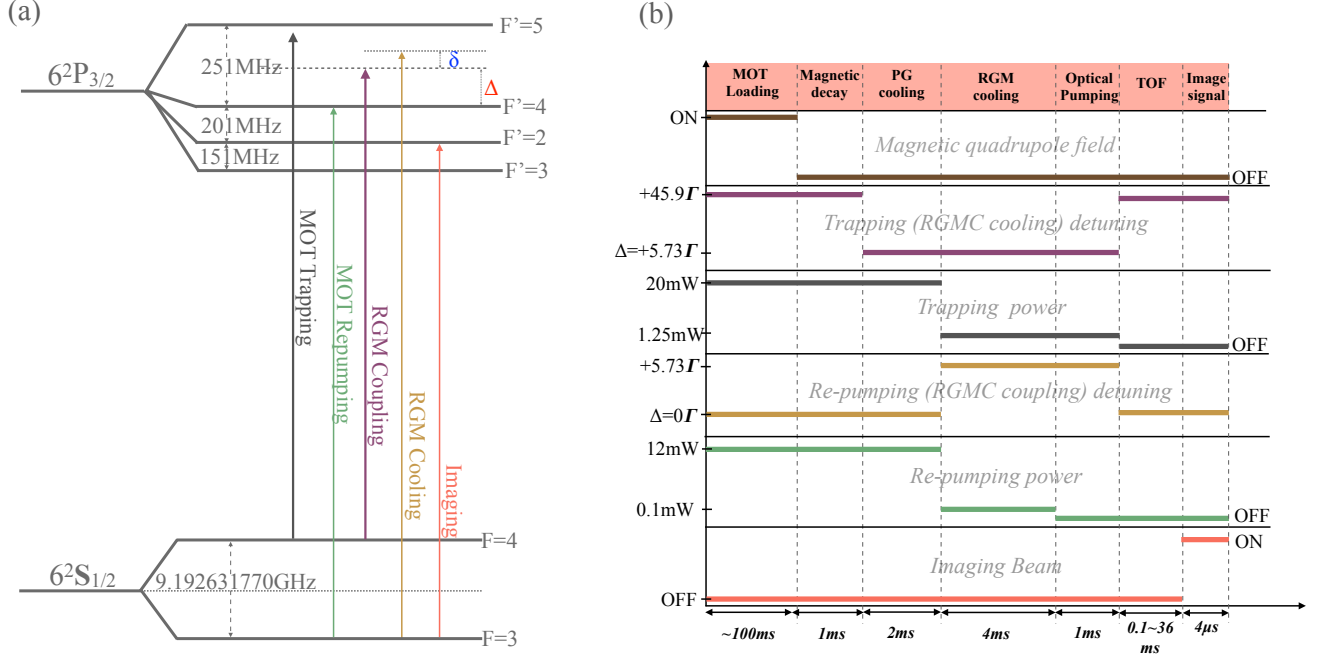 (a)
F'=5
6²P3/2
251MHz
δ
Δ
F'=4
201MHz
F'=2
151MHz
F'=3
MOT Trapping
MOT Repumping
RGM Coupling
RGM Cooling
Imaging
F=4
6²S1/2
9.192631770GHz
F=3
(b)
MOT Loading
Magnetic decay
PG cooling
RGM cooling
Optical Pumping
TOF
Image signal
ON
Magnetic quadrupole field
OFF
+45.9Γ
Trapping (RGMC cooling) detuning
Δ=+5.73Γ
20mW
Trapping power
1.25mW
OFF
+5.73Γ
Re-pumping (RGMC coupling) detuning
Δ=0Γ
12mW
Re-pumping power
0.1mW
OFF
ON
Imaging Beam
OFF
~100ms
1ms
2ms
4ms
1ms
0.1~36 ms
4μs